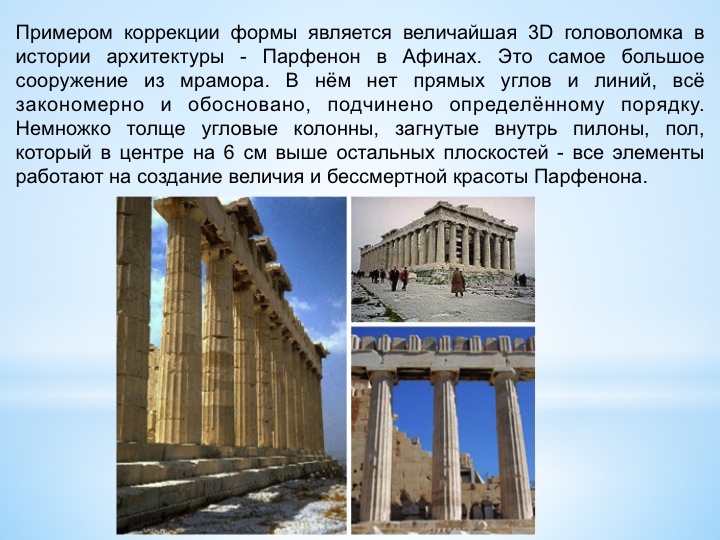 Примером коррекции формы является величайшая 3D головоломка в
истории архитектуры - Парфенон в Афинах. Это самое большое
сооружение из мрамора. В нём нет прямых углов и линий, всё
закономерно и обосновано, подчинено определённому порядку.
Немножко толще угловые колонны, загнутые внутрь пилоны, пол,
который в центре на 6 см выше остальных плоскостей - все элементы
работают на создание величия и бессмертной красоты Парфенона.